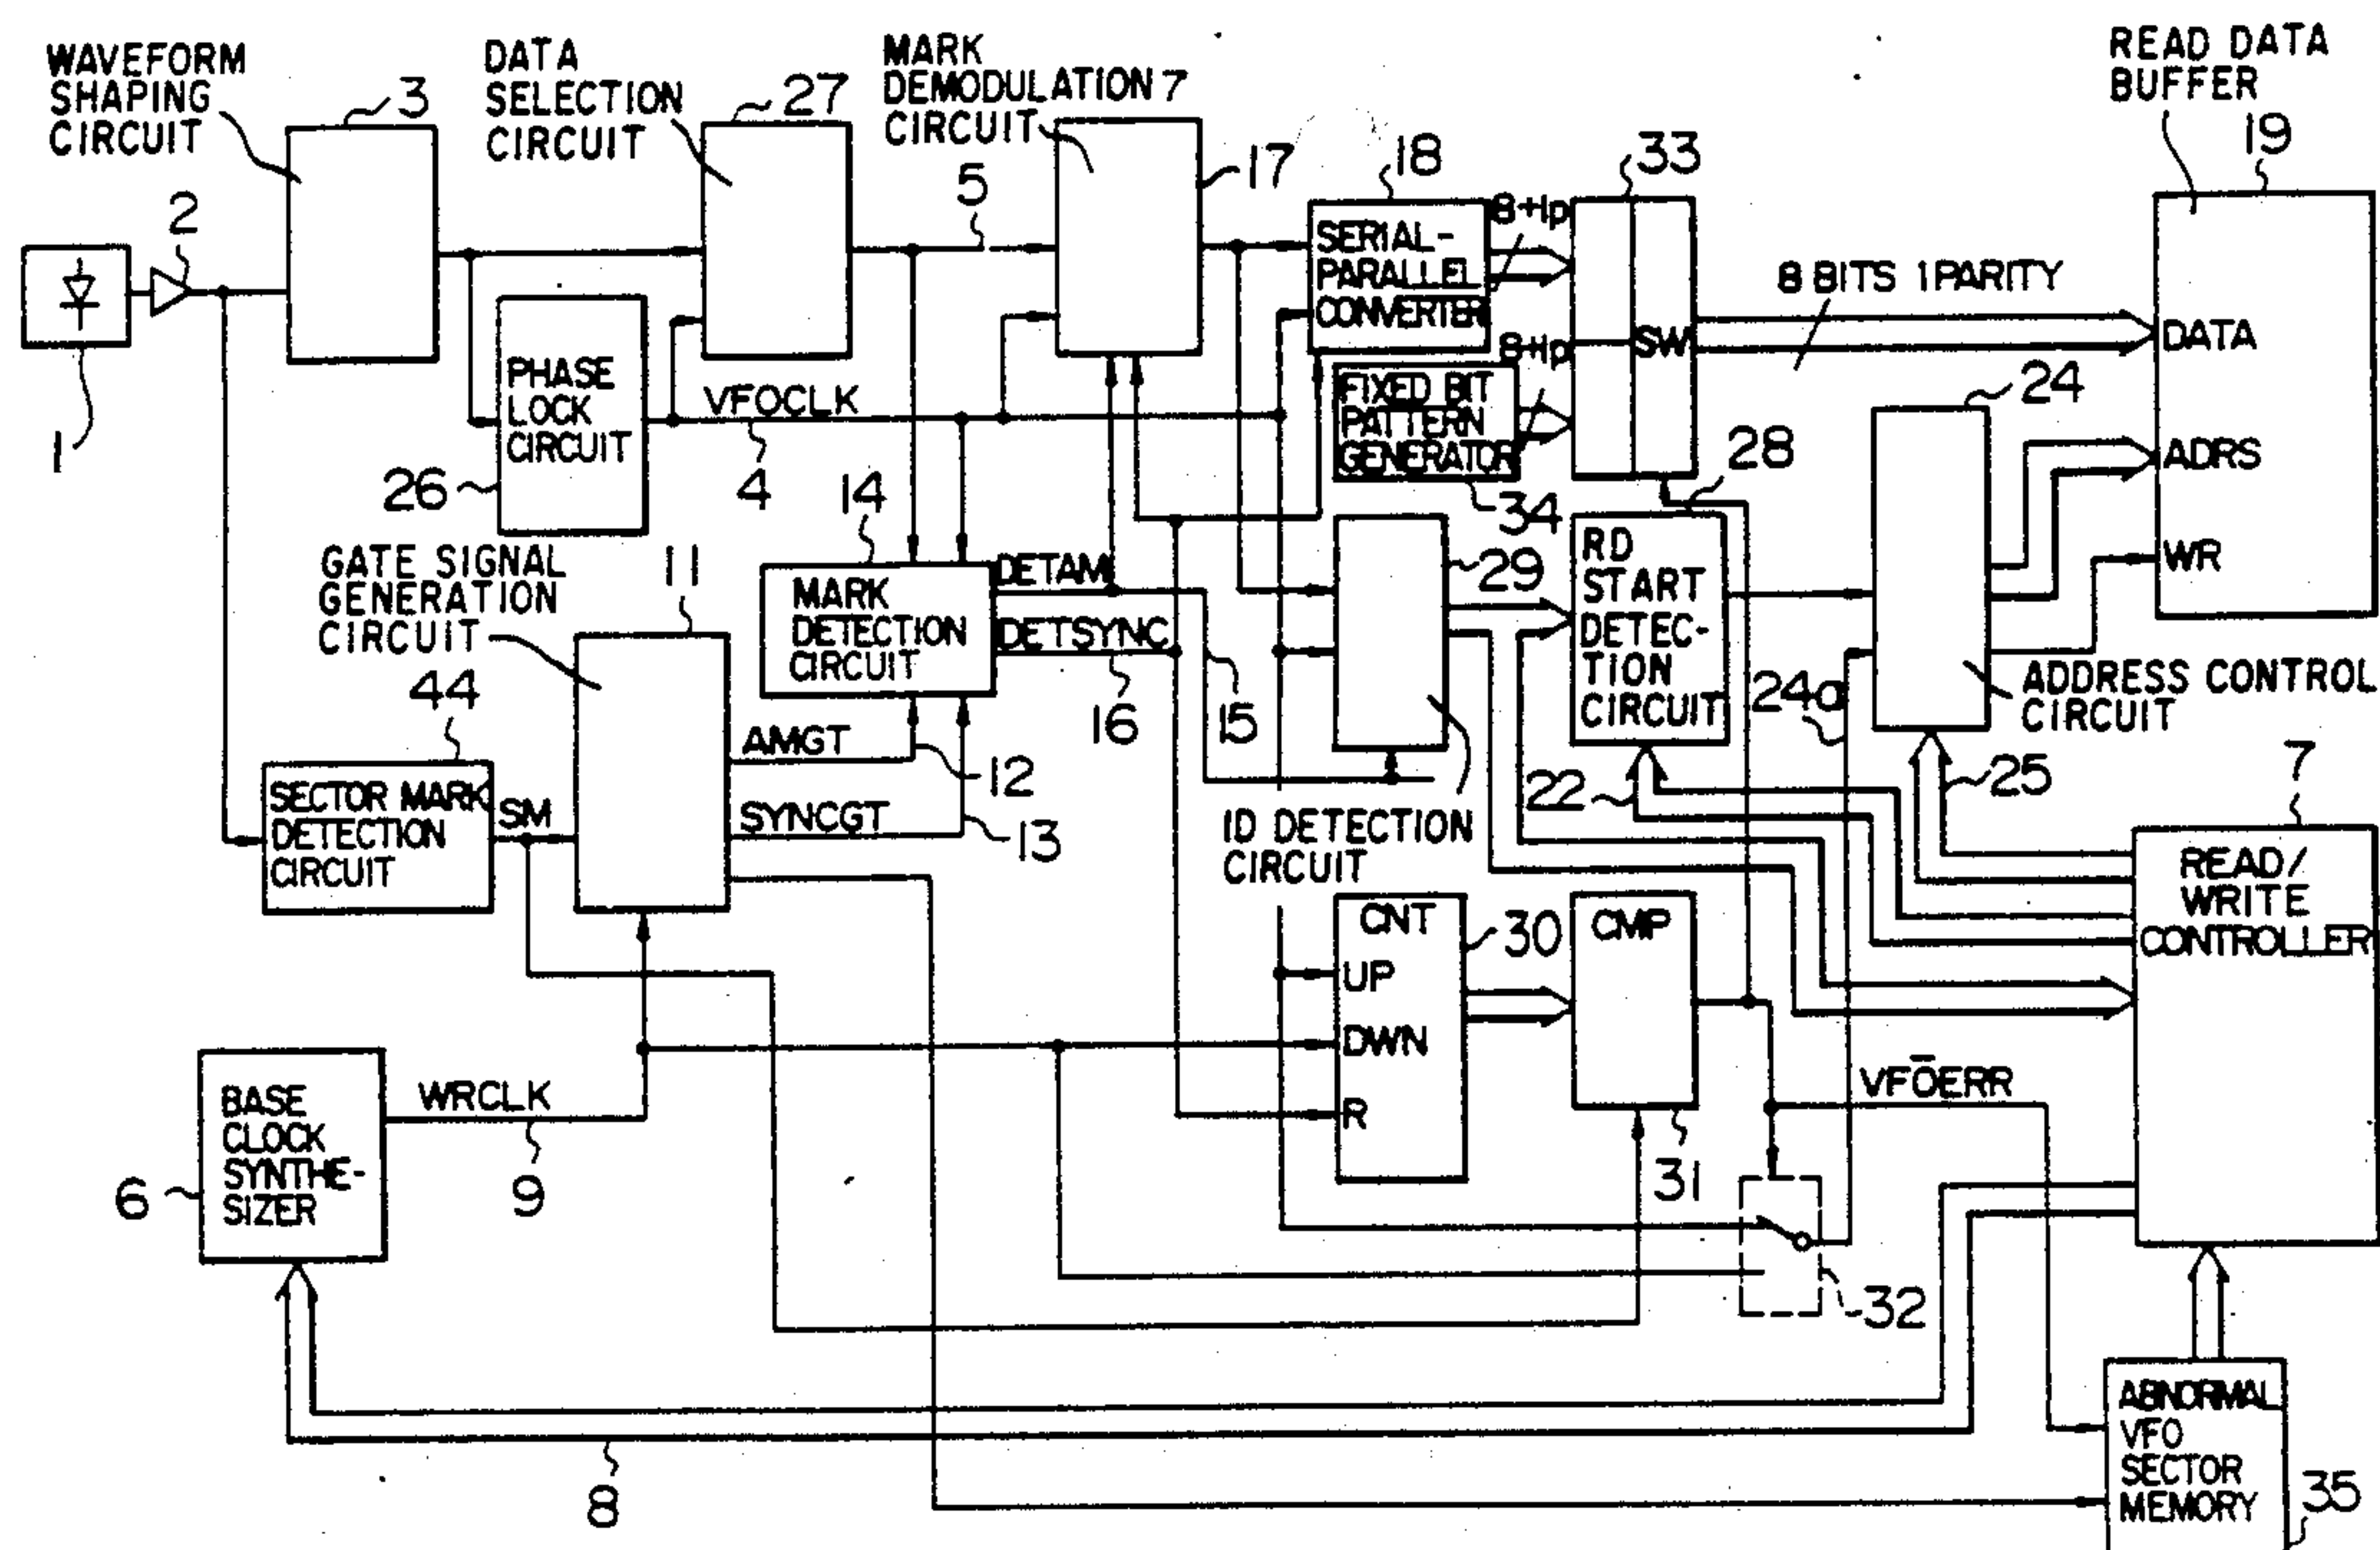 WAVEFORM
SHAPING
CIRCUIT
3
DATA
SELECTION
CIRCUIT
27
MARK
DEMODULATION 7
CIRCUIT
17
READ DATA
BUFFER
19
2
1
5
18
SERIAL-
PARALLEL
CONVERTER
8+1p
33
SW
8 BITS 1PARITY
DATA
ADRS
WR
PHASE
LOCK
CIRCUIT
26
VFOCLK
4
8+1p
FIXED BIT
PATTERN
GENERATOR
34
28
24
GATE SIGNAL
GENERATION
CIRCUIT
11
14
MARK
DETECTION
CIRCUIT
DETAM
DETSYNC
16
15
29
RD
START
DETEC-
TION
CIRCUIT
24a
ADDRESS CONTROL
CIRCUIT
44
SECTOR MARK
DETECTION
CIRCUIT
SM
AMGT
12
SYNCGT
13
ID DETECTION
CIRCUIT
22
25
7
READ/
WRITE
CONTROLLER
CNT
UP
DWN
R
30
CMP
31
BASE
CLOCK
SYNTHE-
SIZER
6
WRCLK
9
VFOERR
32
8
ABNORMAL
VFO
SECTOR
MEMORY
35